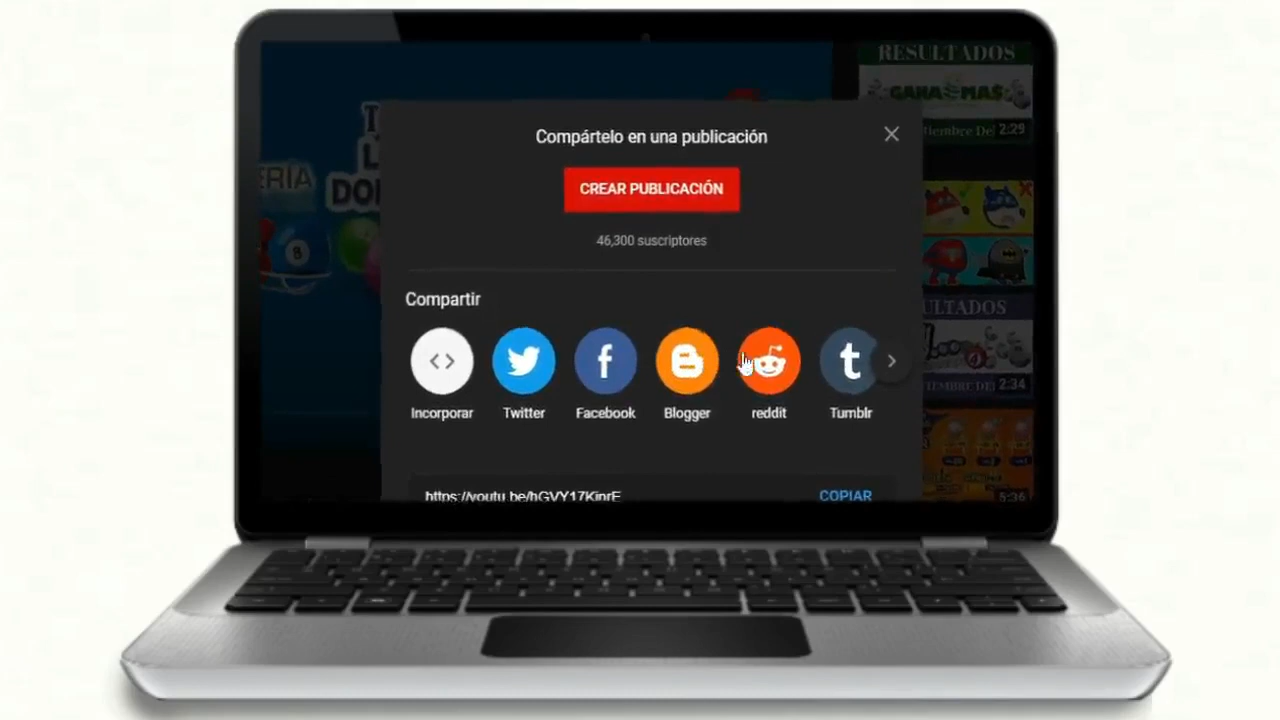 RESULTADOS
GANA MAS
2:29
Compártelo en una publicación
CREAR PUBLICACIÓN
46,300 suscriptores
Compartir
Incorporar
Twitter
Facebook
Blogger
reddit
Tumblr
2:34
https://youtu.be/hGVY17KinrE
COPIAR
5:36